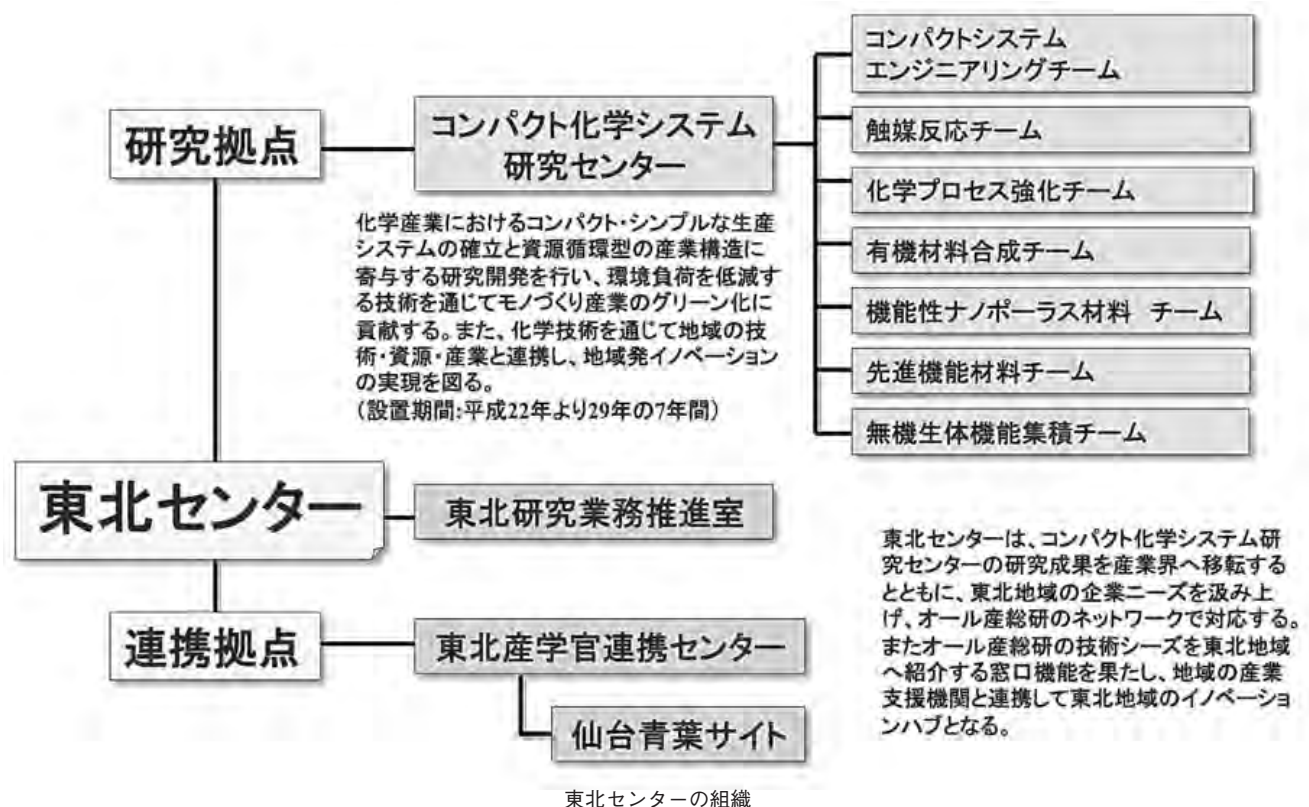 研究拠点
コンパクト化学システム
研究センター
化学産業におけるコンパクト・シンプルな生産
システムの確立と資源循環型の産業構造に
寄与する研究開発を行い、環境負荷を低減す
る技術を通じてモノづくり産業のグリーン化に
貢献する。また、化学技術を通じて地域の技
術・資源・産業と連携し、地域発イノベーション
の実現を図る。
（設置期間:平成22年より29年の7年間）
コンパクトシステム
エンジニアリングチーム
触媒反応チーム
化学プロセス強化チーム
有機材料合成チーム
機能性ナノポーラス材料　チーム
先進機能材料チーム
無機生体機能集積チーム
東北センター
東北研究業務推進室
連携拠点
東北産学官連携センター
仙台青葉サイト
東北センターは、コンパクト化学システム研
究センターの研究成果を産業界へ移転する
とともに、東北地域の企業ニーズを汲み上
げ、オール産総研のネットワークで対応する。
またオール産総研の技術シーズを東北地域
へ紹介する窓口機能を果たし、地域の産業
支援機関と連携して東北地域のイノベーショ
ンハブとなる。
東北センターの組織